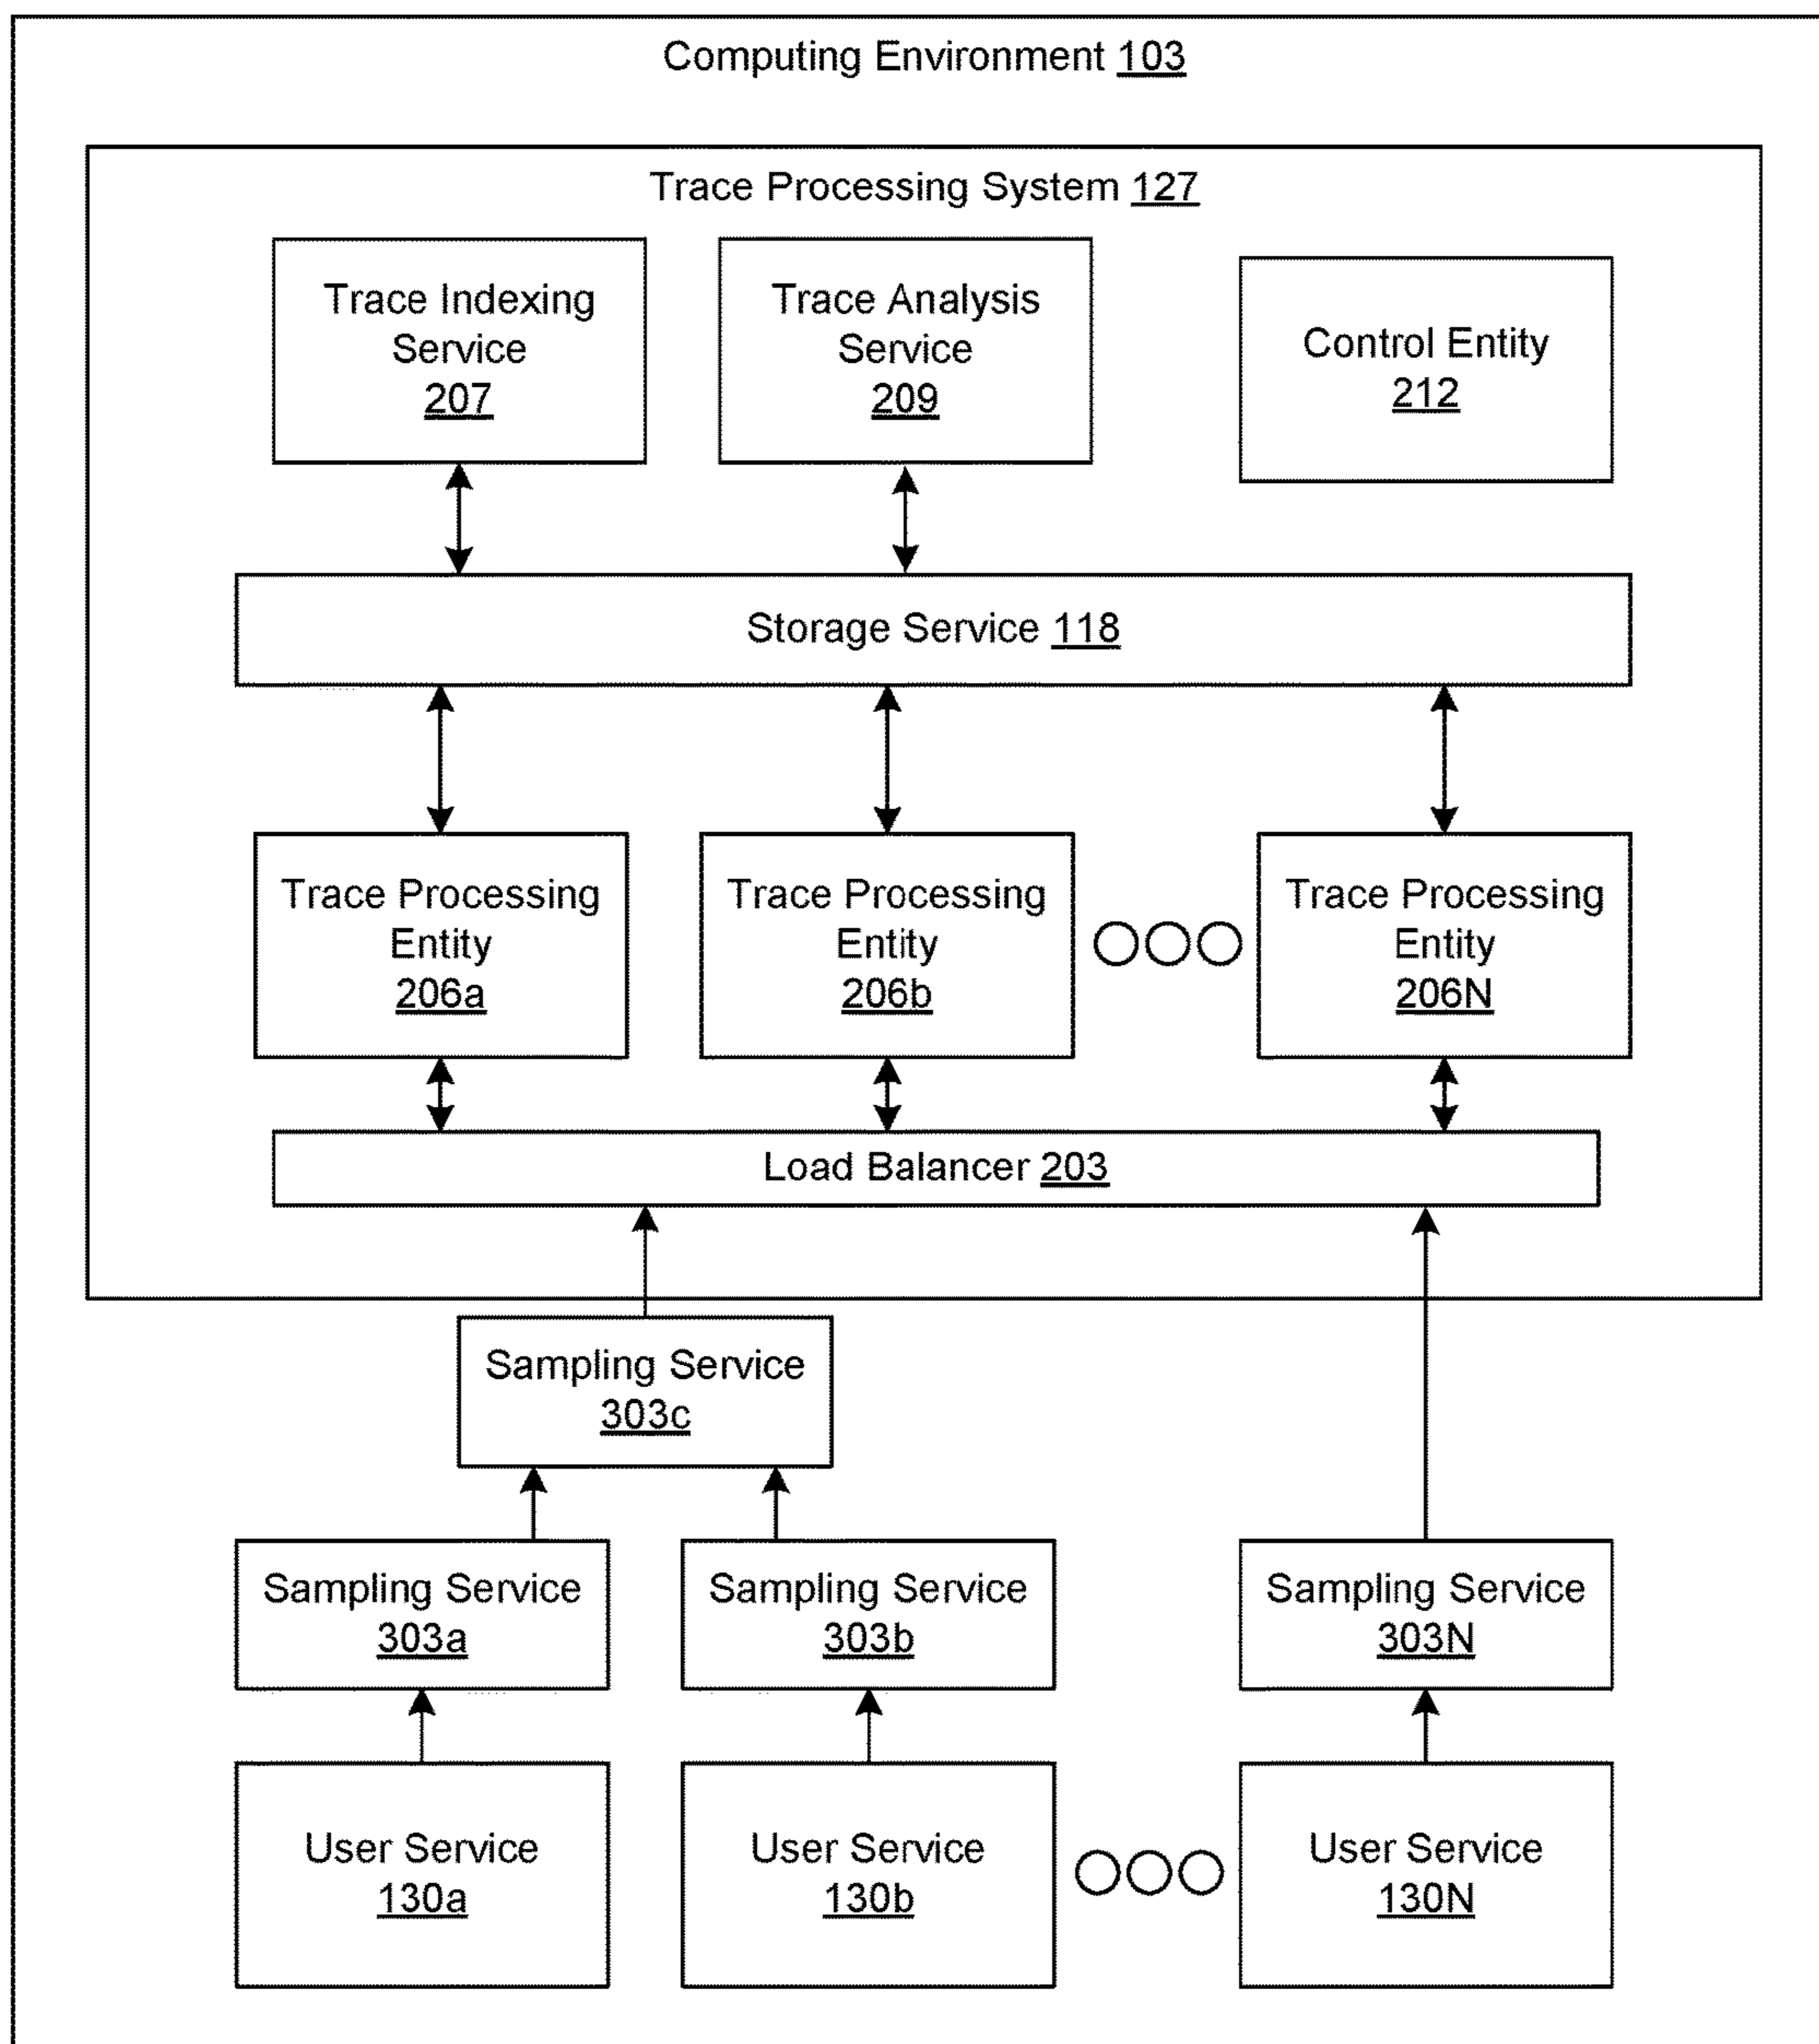 Computing Environment 103
Trace Processing System 127
Trace Indexing
Service
207
Trace Analysis
Service
209
Control Entity
212
Storage Service 118
Trace Processing
Entity
206a
Trace Processing
Entity
206b
Trace Processing
Entity
206N
Load Balancer 203
Sampling Service
303c
Sampling Service
303a
Sampling Service
303b
Sampling Service
303N
User Service
130a
User Service
130b
User Service
130N